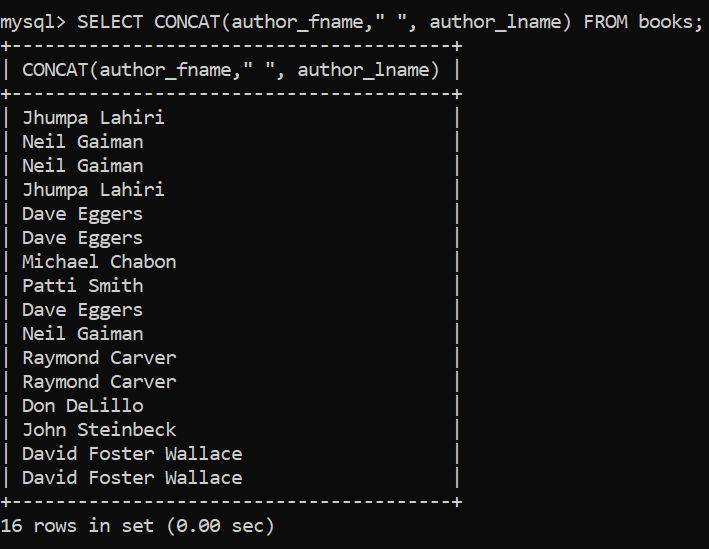 mysql> SELECT CONCAT(author_fname," ", author_lname) FROM books;
+----------------------------------------+
| CONCAT(author_fname," ", author_lname) |
+----------------------------------------+
| Jhumpa Lahiri                          |
| Neil Gaiman                            |
| Neil Gaiman                            |
| Jhumpa Lahiri                          |
| Dave Eggers                            |
| Dave Eggers                            |
| Michael Chabon                         |
| Patti Smith                            |
| Dave Eggers                            |
| Neil Gaiman                            |
| Raymond Carver                         |
| Raymond Carver                         |
| Don DeLillo                            |
| John Steinbeck                         |
| David Foster Wallace                   |
| David Foster Wallace                   |
+----------------------------------------+
16 rows in set (0.00 sec)